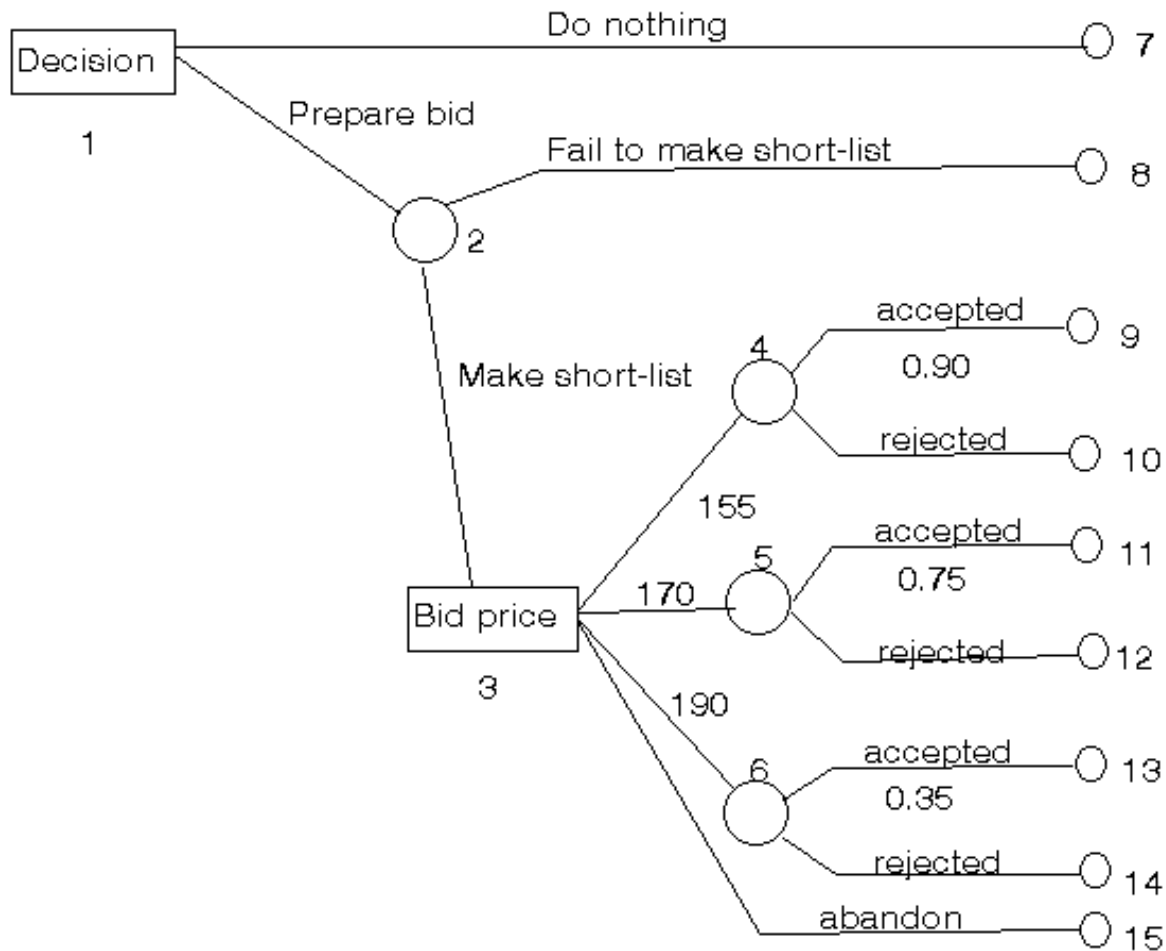 Do nothing
7
Decision
1
Prepare bid
Fail to make short-list
8
2
accepted
9
4
0.90
Make short-list
rejected
10
155
accepted
11
5
0.75
170
Bid price
rejected
12
3
190
accepted
13
6
0.35
rejected
14
abandon
15